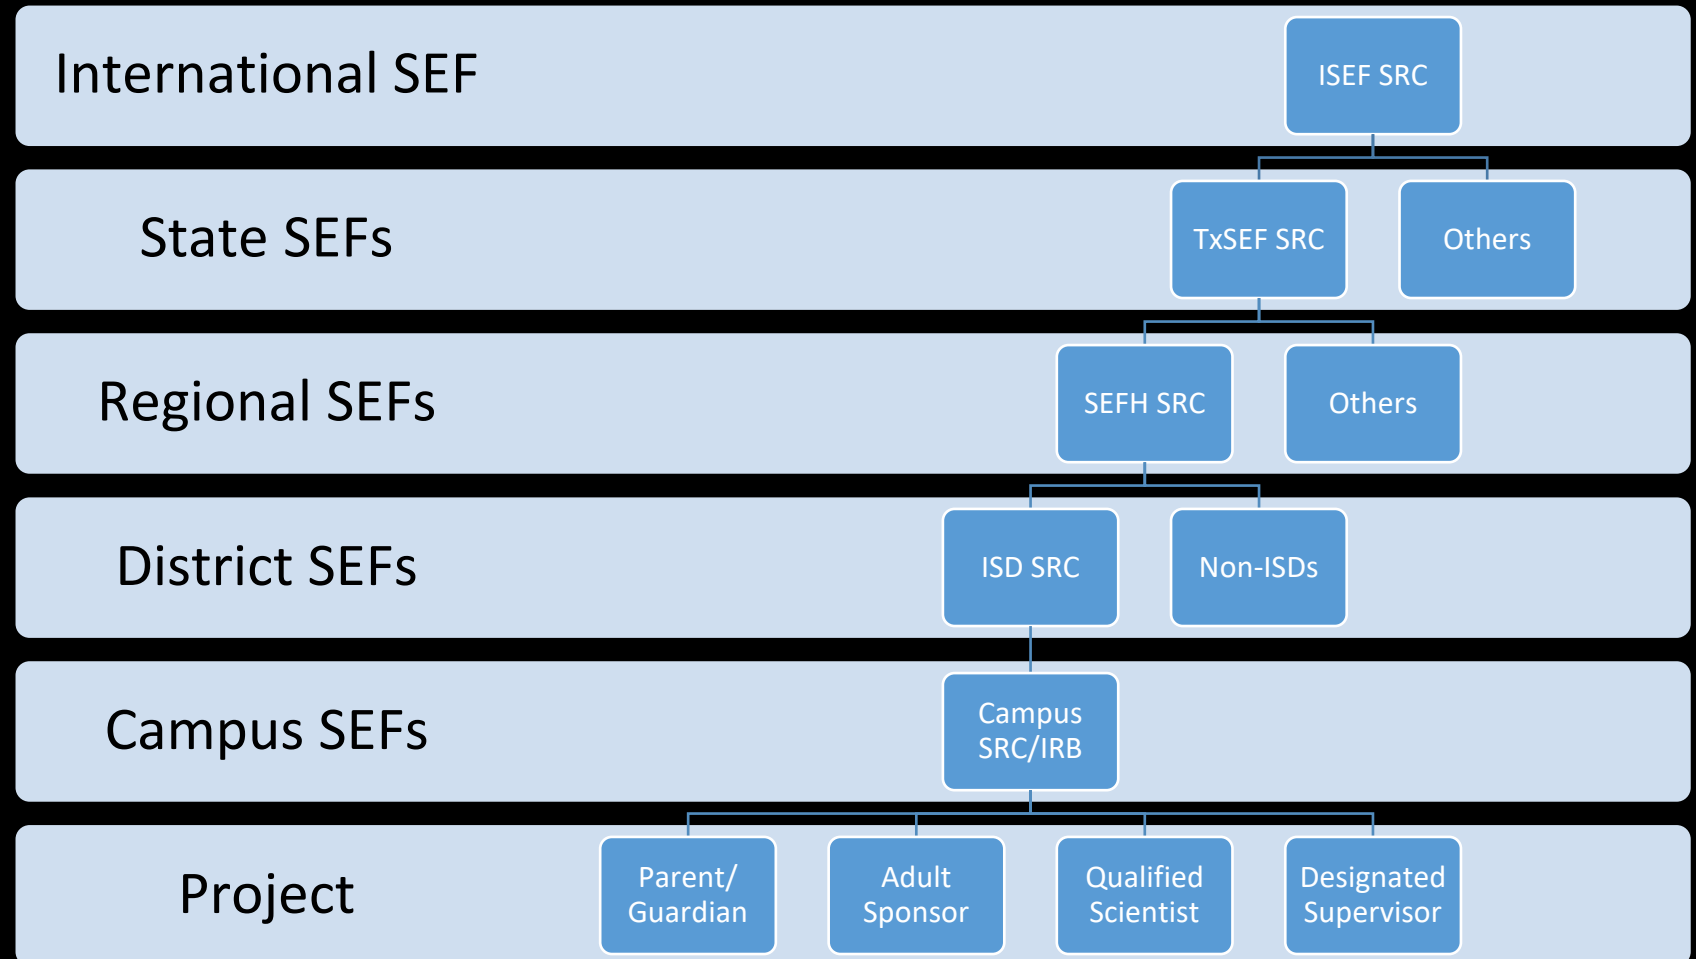 International SEF
ISEF SRC
State SEFs
TxSEF SRC
Others
Regional SEFs
SEFH SRC
Others
District SEFs
ISD SRC
Non-ISDs
Campus SEFs
Campus
SRC/IRB
Project
Parent/
Guardian
Adult
Sponsor
Qualified
Scientist
Designated
Supervisor